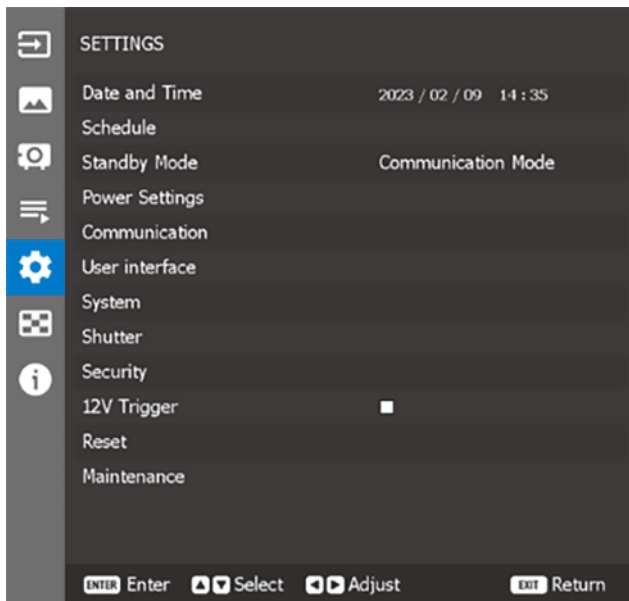 SETTINGS
Date and Time 2023 / 02 / 09 14 : 35
Schedule
Standby Mode Communication Mode
Power Settings
Communication
User interface
System
Shutter
Security
12V Trigger
Reset
Maintenance
ENTER Enter Select Adjust EXIT Return